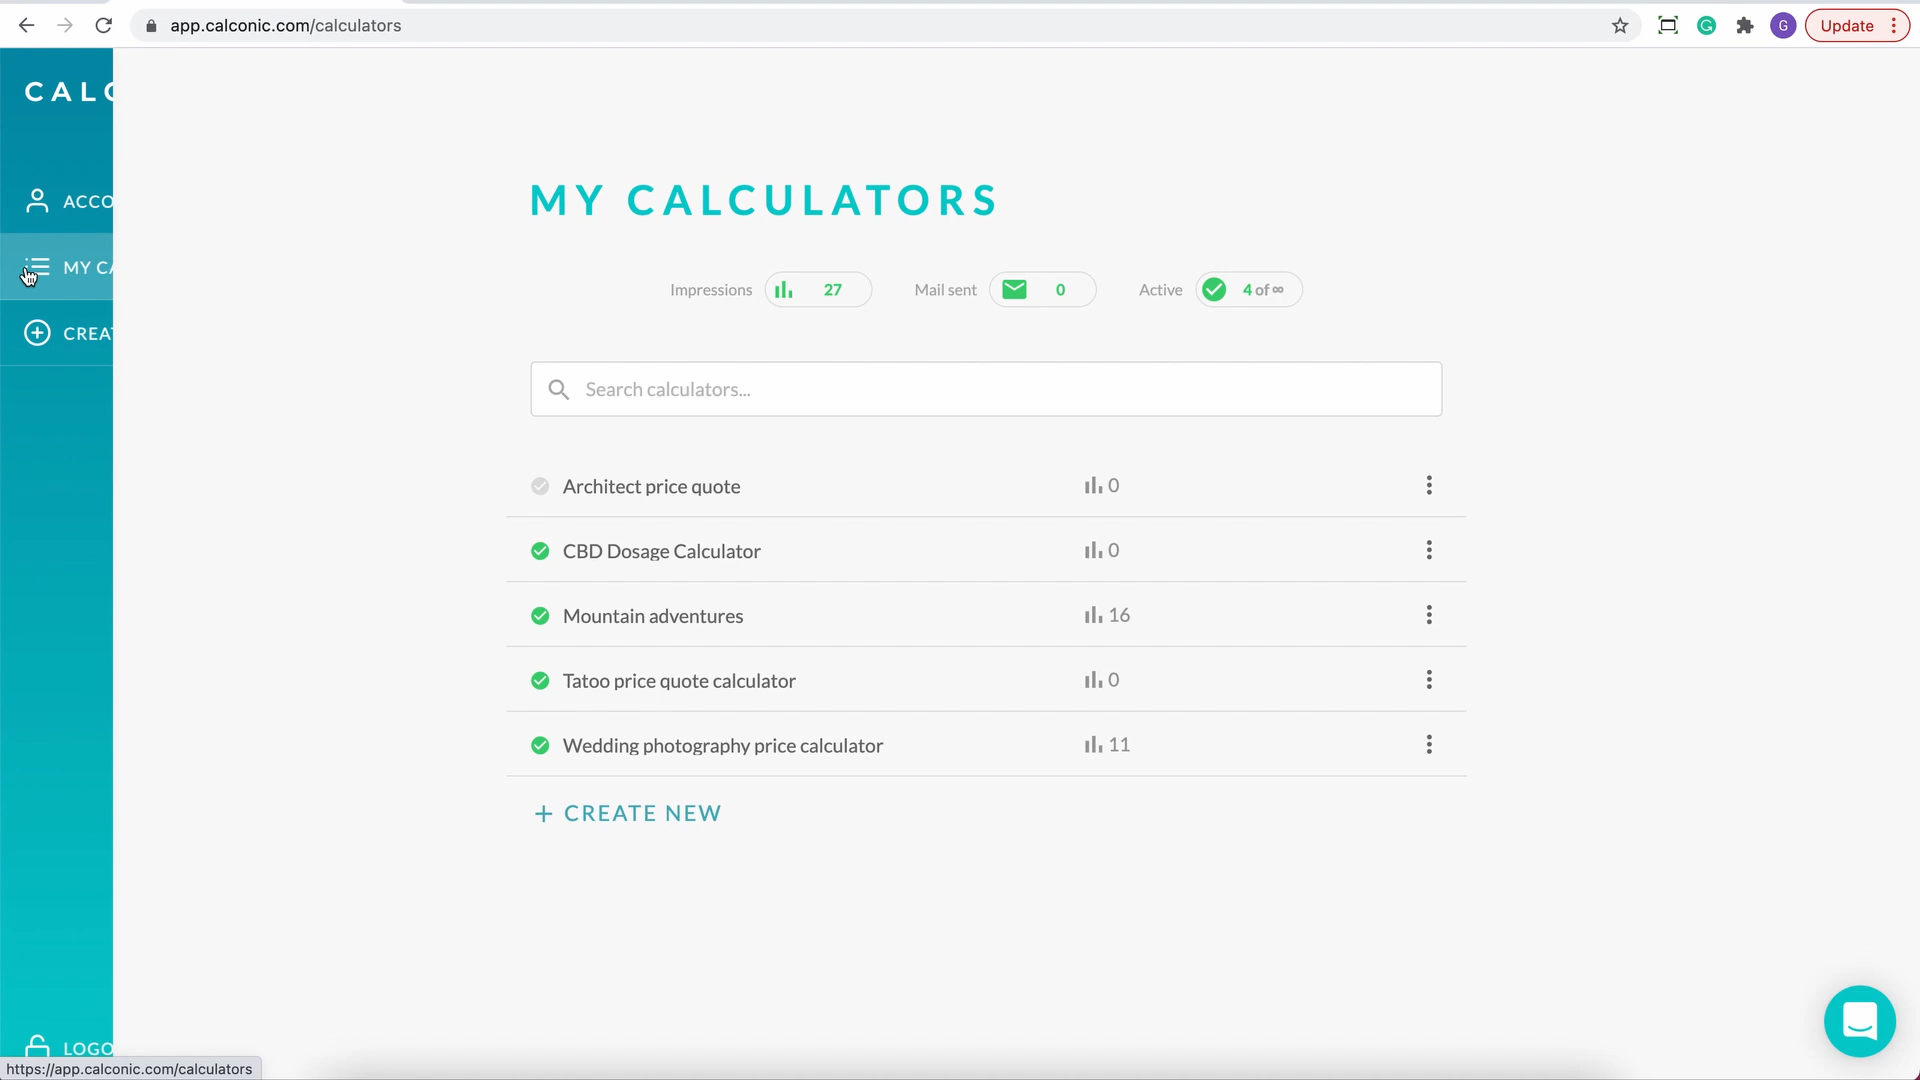 app.calconic.com/calculators
G
G
Update
CALC
ACCO
MY CA
CREAT
MY CALCULATORS
Impressions 27 Mail sent 0 Active 4 of ∞
Search calculators...
Architect price quote 0
CBD Dosage Calculator 0
Mountain adventures 16
Tatoo price quote calculator 0
Wedding photography price calculator 11
+ CREATE NEW
LOGO
https://app.calconic.com/calculators